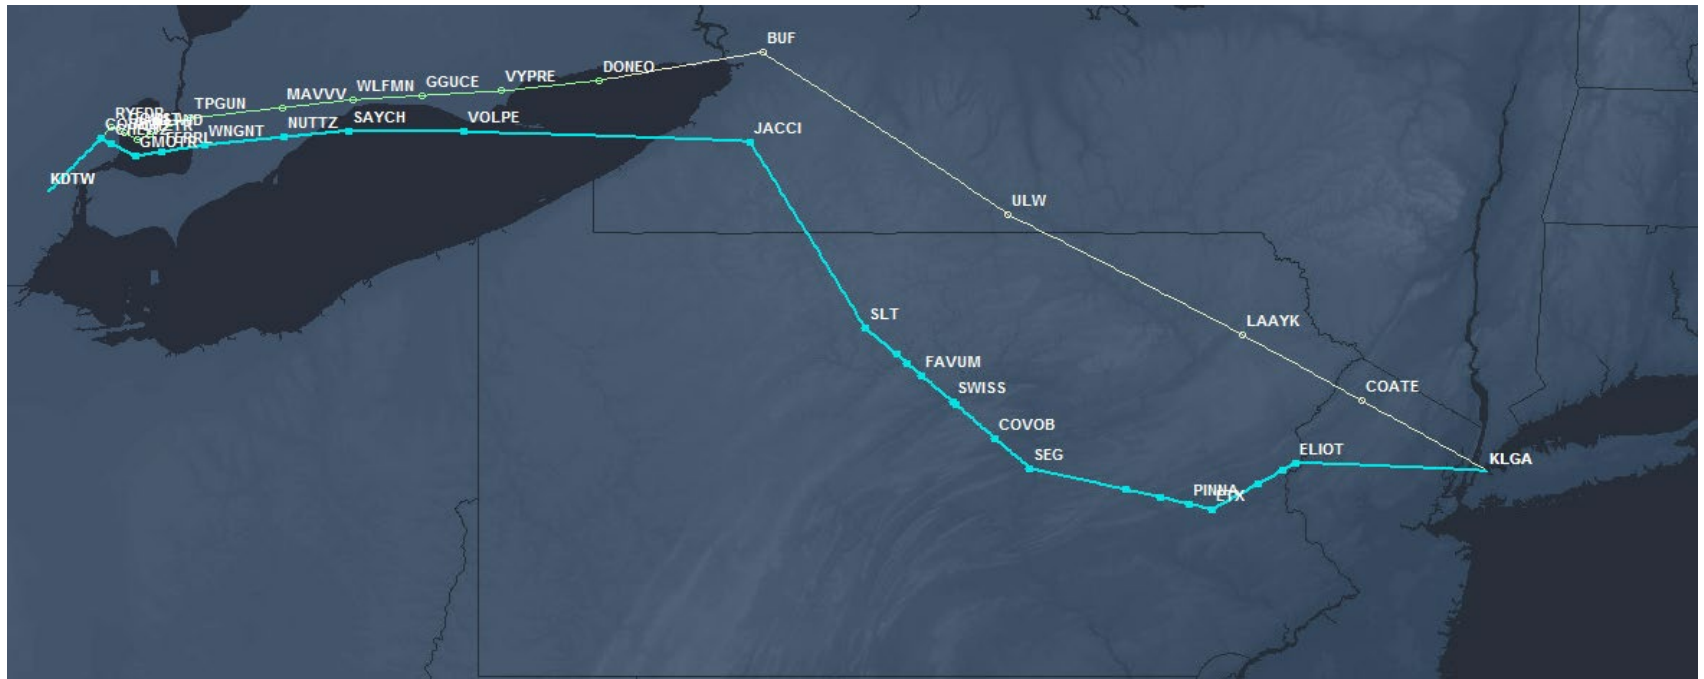 BUF
DONEO
VYPRE
GGUCE
WLFMN
MAVVV
TPGUN
VOLPE
SAYCH
NUTTZ
WNGNT
GMOTR
JACCI
KDTW
ULW
SLT
LAAYK
FAVUM
SWISS
COATE
COVOB
SEG
ELIOT
KLGA
PINNA
ETX